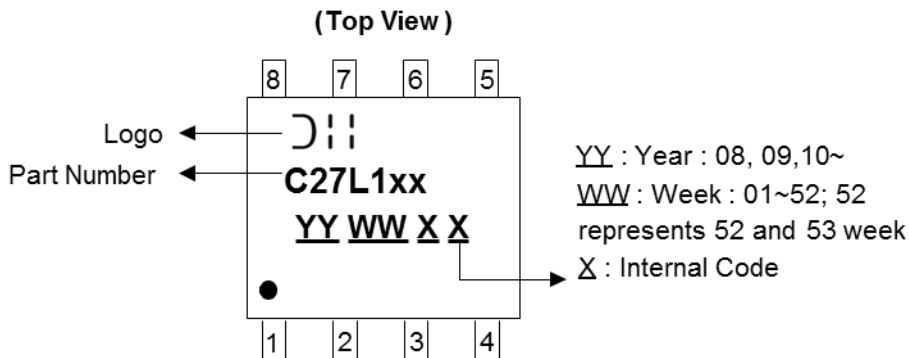 (Top View )
8 7 6 5
Logo
Part Number
C27L1xx
YY WW X X
YY : Year : 08, 09,10~
WW : Week : 01~52; 52
represents 52 and 53 week
X : Internal Code
1 2 3 4